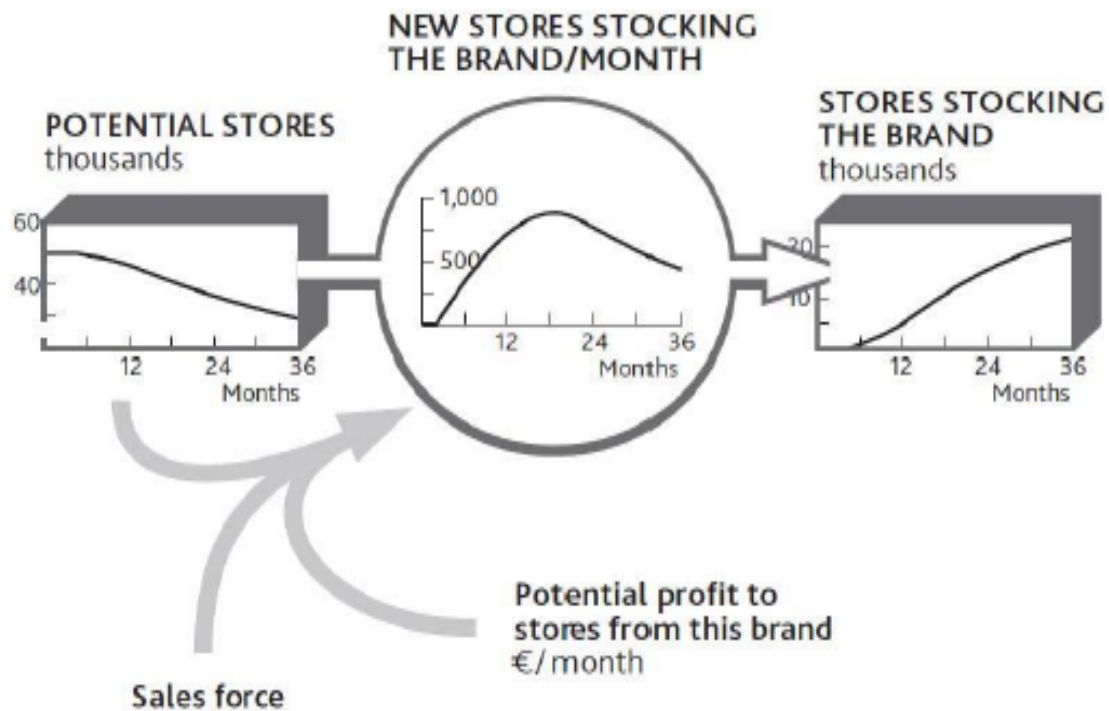 NEW STORES STOCKING
THE BRAND/MONTH
POTENTIAL STORES
thousands
STORES STOCKING
THE BRAND
thousands
60
40
12 24 36
Months
1,000
500
12 24 36
Months
20
10
12 24 36
Months
Potential profit to
stores from this brand
€/month
Sales force